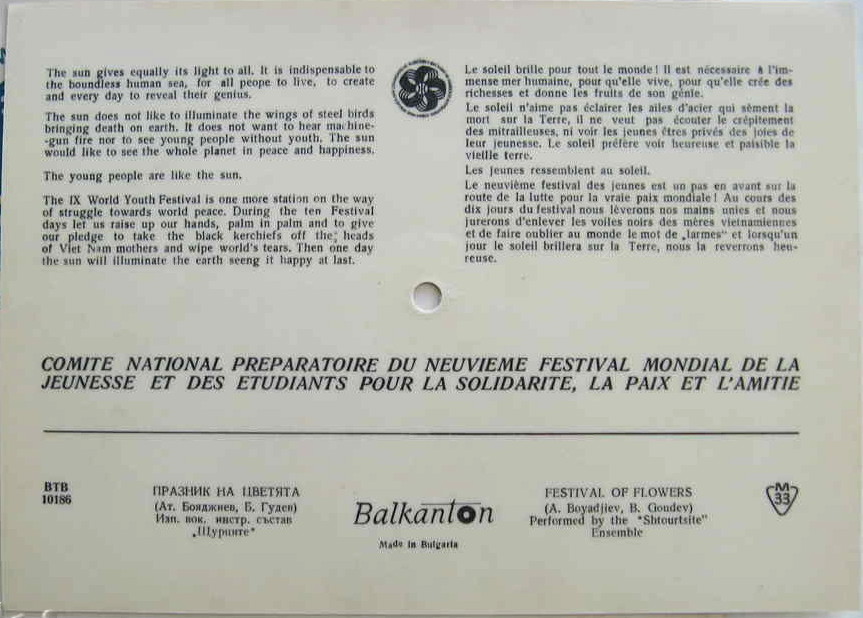 The sun gives equally its light to all. It is indispensable to
the boundless human sea, for all peope to live, to create
and every day to reveal their genius.
The sun does not like to illuminate the wings of steel birds
bringing death on earth. It does not want to hear machine-
-gun fire nor to see young people without youth. The sun
would like to see the whole planet in peace and happiness.
The young people are like the sun.
The IX World Youth Festival is one more station on the way
of struggle towards world peace. During the ten Festival
days let us raise up our hands, palm in palm and to give
our pledge to take the black kerchiefs off the; heads
of Viet Nam mothers and wipe world's tears. Then one day
the sun will illuminate the earth seeng it happy at last.
Le soleil brille pour tout le monde! Il est nécessaire à l'im-
mense mer humaine, pour qu'elle vive, pour qu'elle crée des
richesses et donne les fruits de son génie.
Le soleil n'aime pas éclairer les ailes d'acier qui sèment la
mort sur la Terre, il ne veut pas écouter le crépitement
des mitrailleuses, ni voir les jeunes êtres privés des joies de
leur jeunesse. Le soleil préfère voir heureuse et paisible la
vieille terre.
Les jeunes ressemblent au soleil.
Le neuvième festival des jeunes est un pas en avant sur la
route de la lutte pour la vraie paix mondiale! Au cours des
dix jours du festival nous lèverons nos mains unies et nous
jurerons d'enlever les voiles noirs des mères vietnamiennes
et de faire oublier au monde le mot de „larmes" et lorsqu'un
jour le soleil brillera sur la Terre, nous la reverrons heu-
reuse.
COMITE NATIONAL PREPARATOIRE DU NEUVIEME FESTIVAL MONDIAL DE LA
JEUNESSE ET DES ETUDIANTS POUR LA SOLIDARITE, LA PAIX ET L'AMITIE
BTB
10186
ПРАЗНИК НА ЦВЕТЯТА
(Ат. Бояджиев, Б. Гудев)
Изп. вок. инстр. състав
„Щурците"
Balkanton
Made in Bulgaria
FESTIVAL OF FLOWERS
(A. Boyadjiev, B. Goudev)
Performed by the "Shtourtsite"
Ensemble
M
33